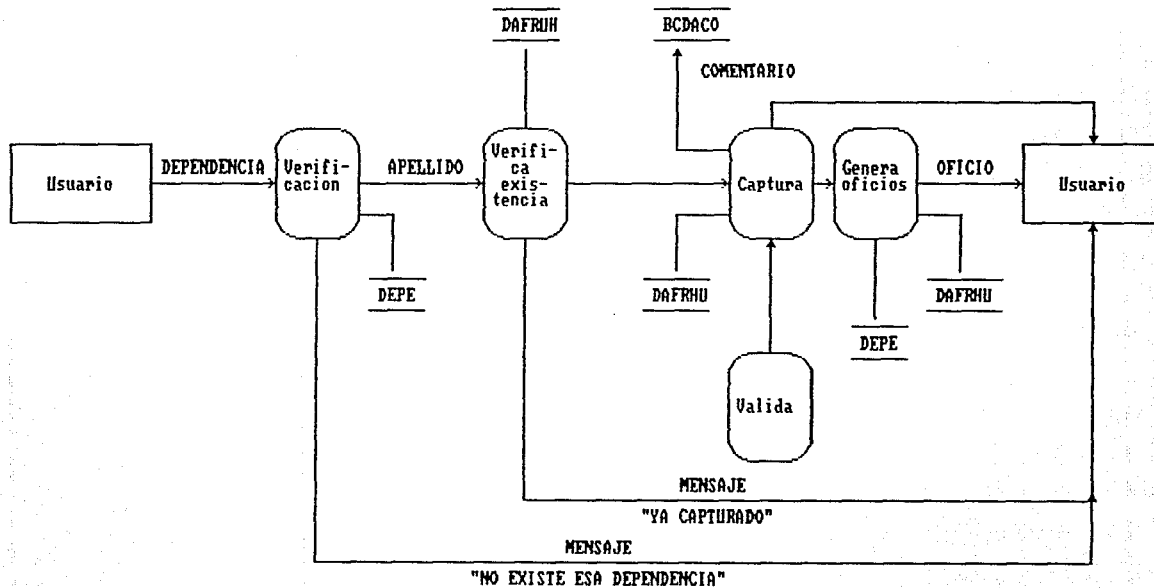 DAFRUH
BCDACO
COMENTARIO
Usuario
DEPENDENCIA
Verifi-
cacion
APELLIDO
Verifi-
ca
exis-
tencia
Captura
Genera
oficios
OFICIO
Usuario
DEPE
DAFRHU
DAFRHU
DEPE
Valida
MENSAJE
"YA CAPTURADO"
MENSAJE
"NO EXISTE ESA DEPENDENCIA"